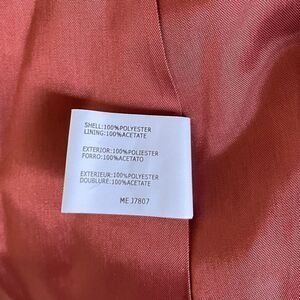 SHELL:100%POLYESTER
LINING:100%ACETATE
EXTERIOR:100%POLIESTER
FORRO:100%ACETATO
EXTERIEUR:100%POLYESTER
DOUBLURE:100%ACETATE
ME J7807